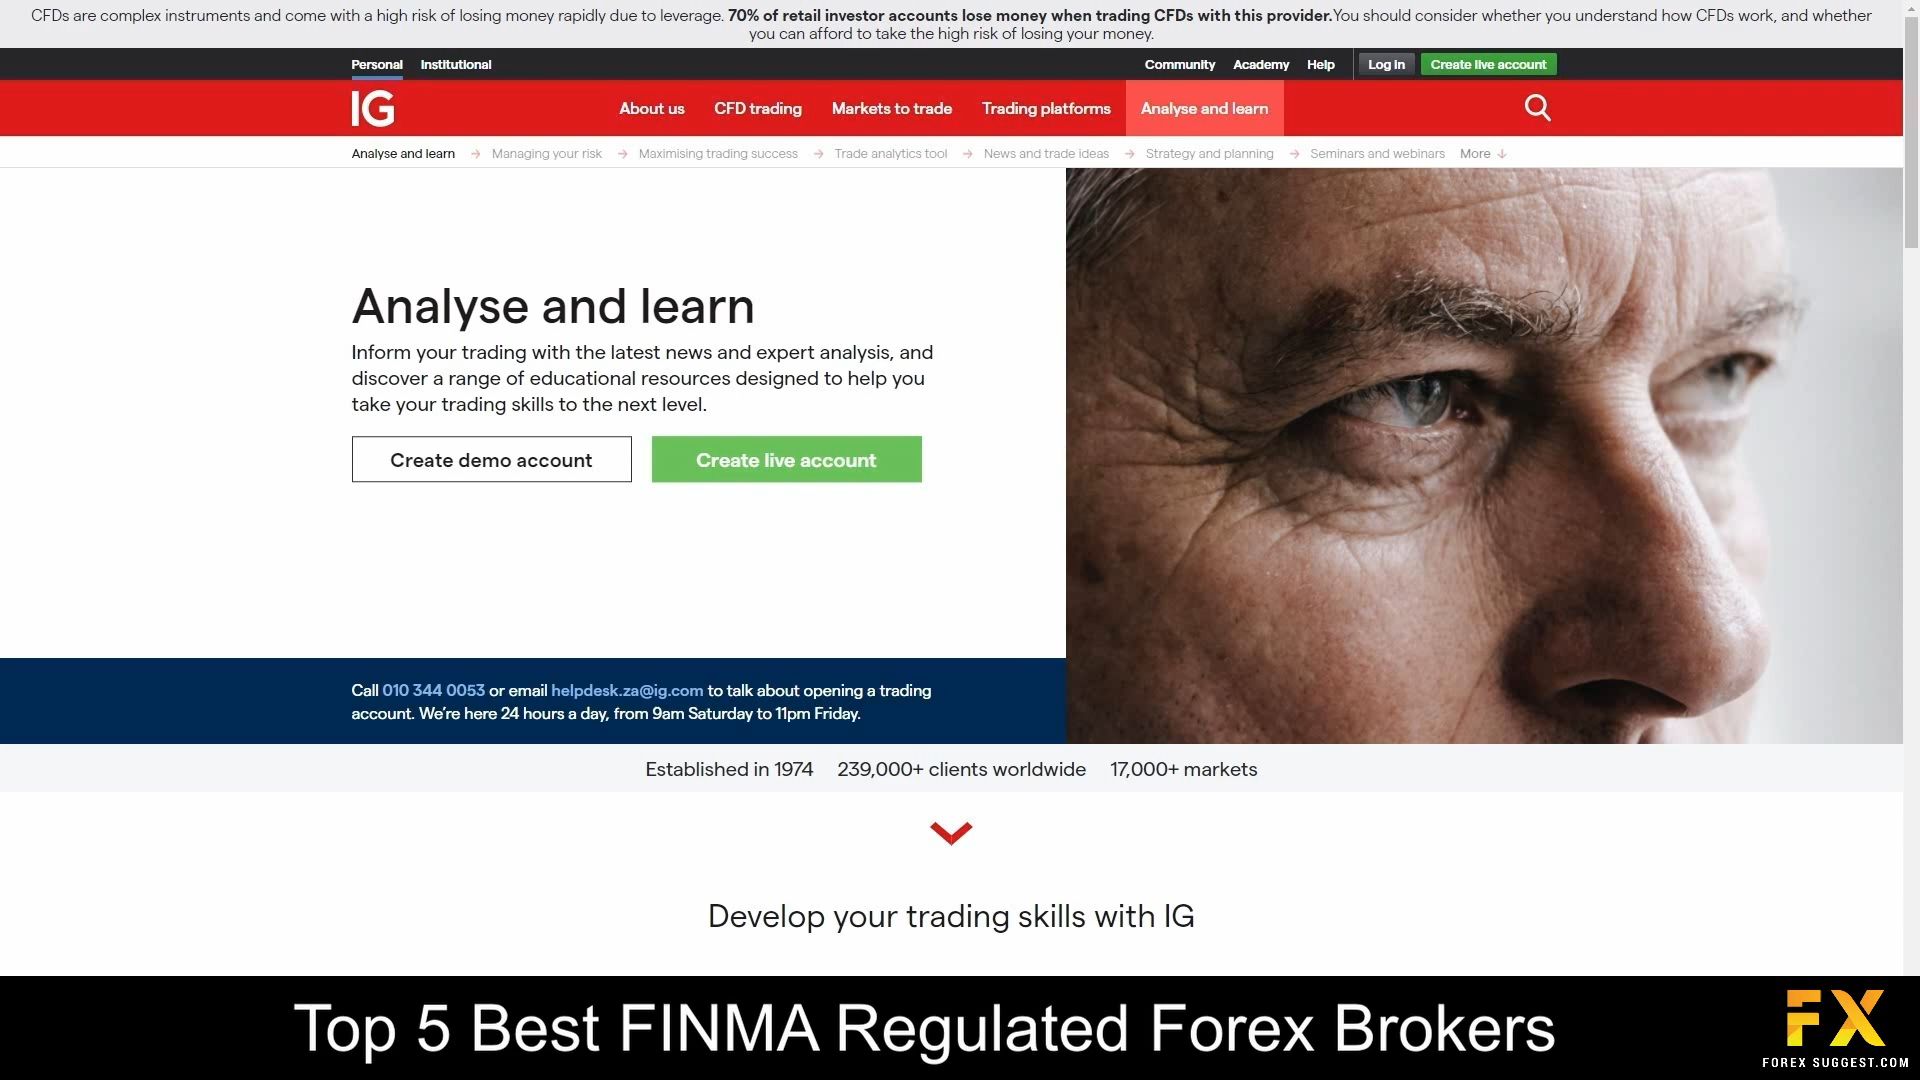 CFDs are complex instruments and come with a high risk of losing money rapidly due to leverage. 70% of retail investor accounts lose money when trading CFDs with this provider.You should consider whether you understand how CFDs work, and whether
you can afford to take the high risk of losing your money.
Personal Institutional Community Academy Help Log in Create live account
IG About us CFD trading Markets to trade Trading platforms Analyse and learn
Analyse and learn → Managing your risk → Maximising trading success → Trade analytics tool → News and trade ideas → Strategy and planning → Seminars and webinars More ↓
Analyse and learn
Inform your trading with the latest news and expert analysis, and
discover a range of educational resources designed to help you
take your trading skills to the next level.
Create demo account Create live account
Call 010 344 0053 or email helpdesk.za@ig.com to talk about opening a trading
account. We’re here 24 hours a day, from 9am Saturday to 11pm Friday.
Established in 1974 239,000+ clients worldwide 17,000+ markets
Develop your trading skills with IG
Top 5 Best FINMA Regulated Forex Brokers
FX
FOREX SUGGEST.COM